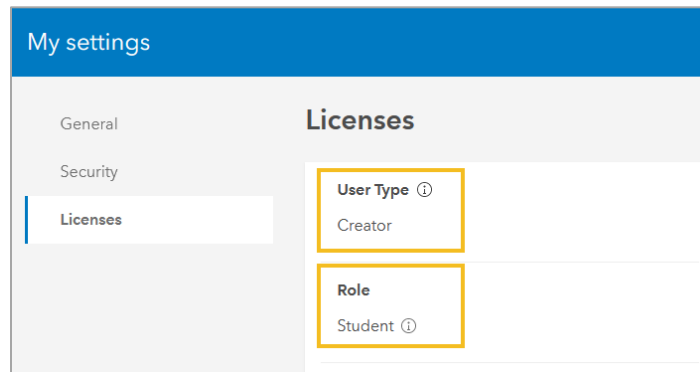 My settings
General
Security
Licenses
Licenses
User Type
Creator
Role
Student